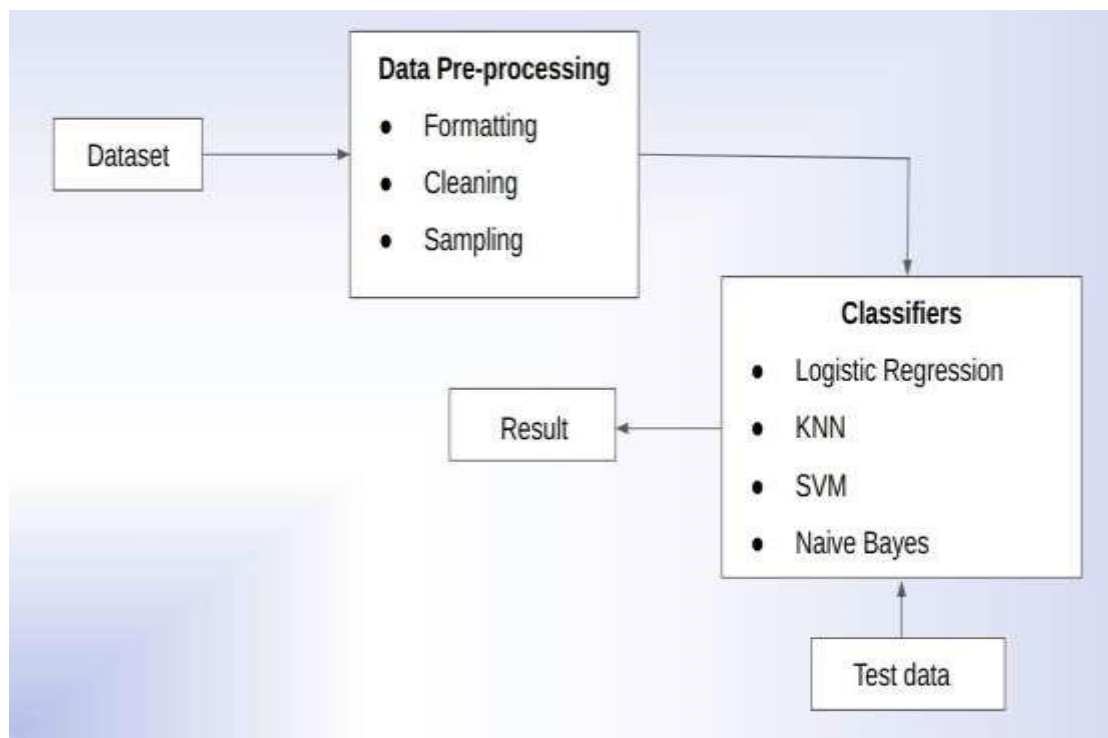 Dataset
Data Pre-processing
● Formatting
● Cleaning
● Sampling
Classifiers
● Logistic Regression
● KNN
● SVM
● Naive Bayes
Result
Test data